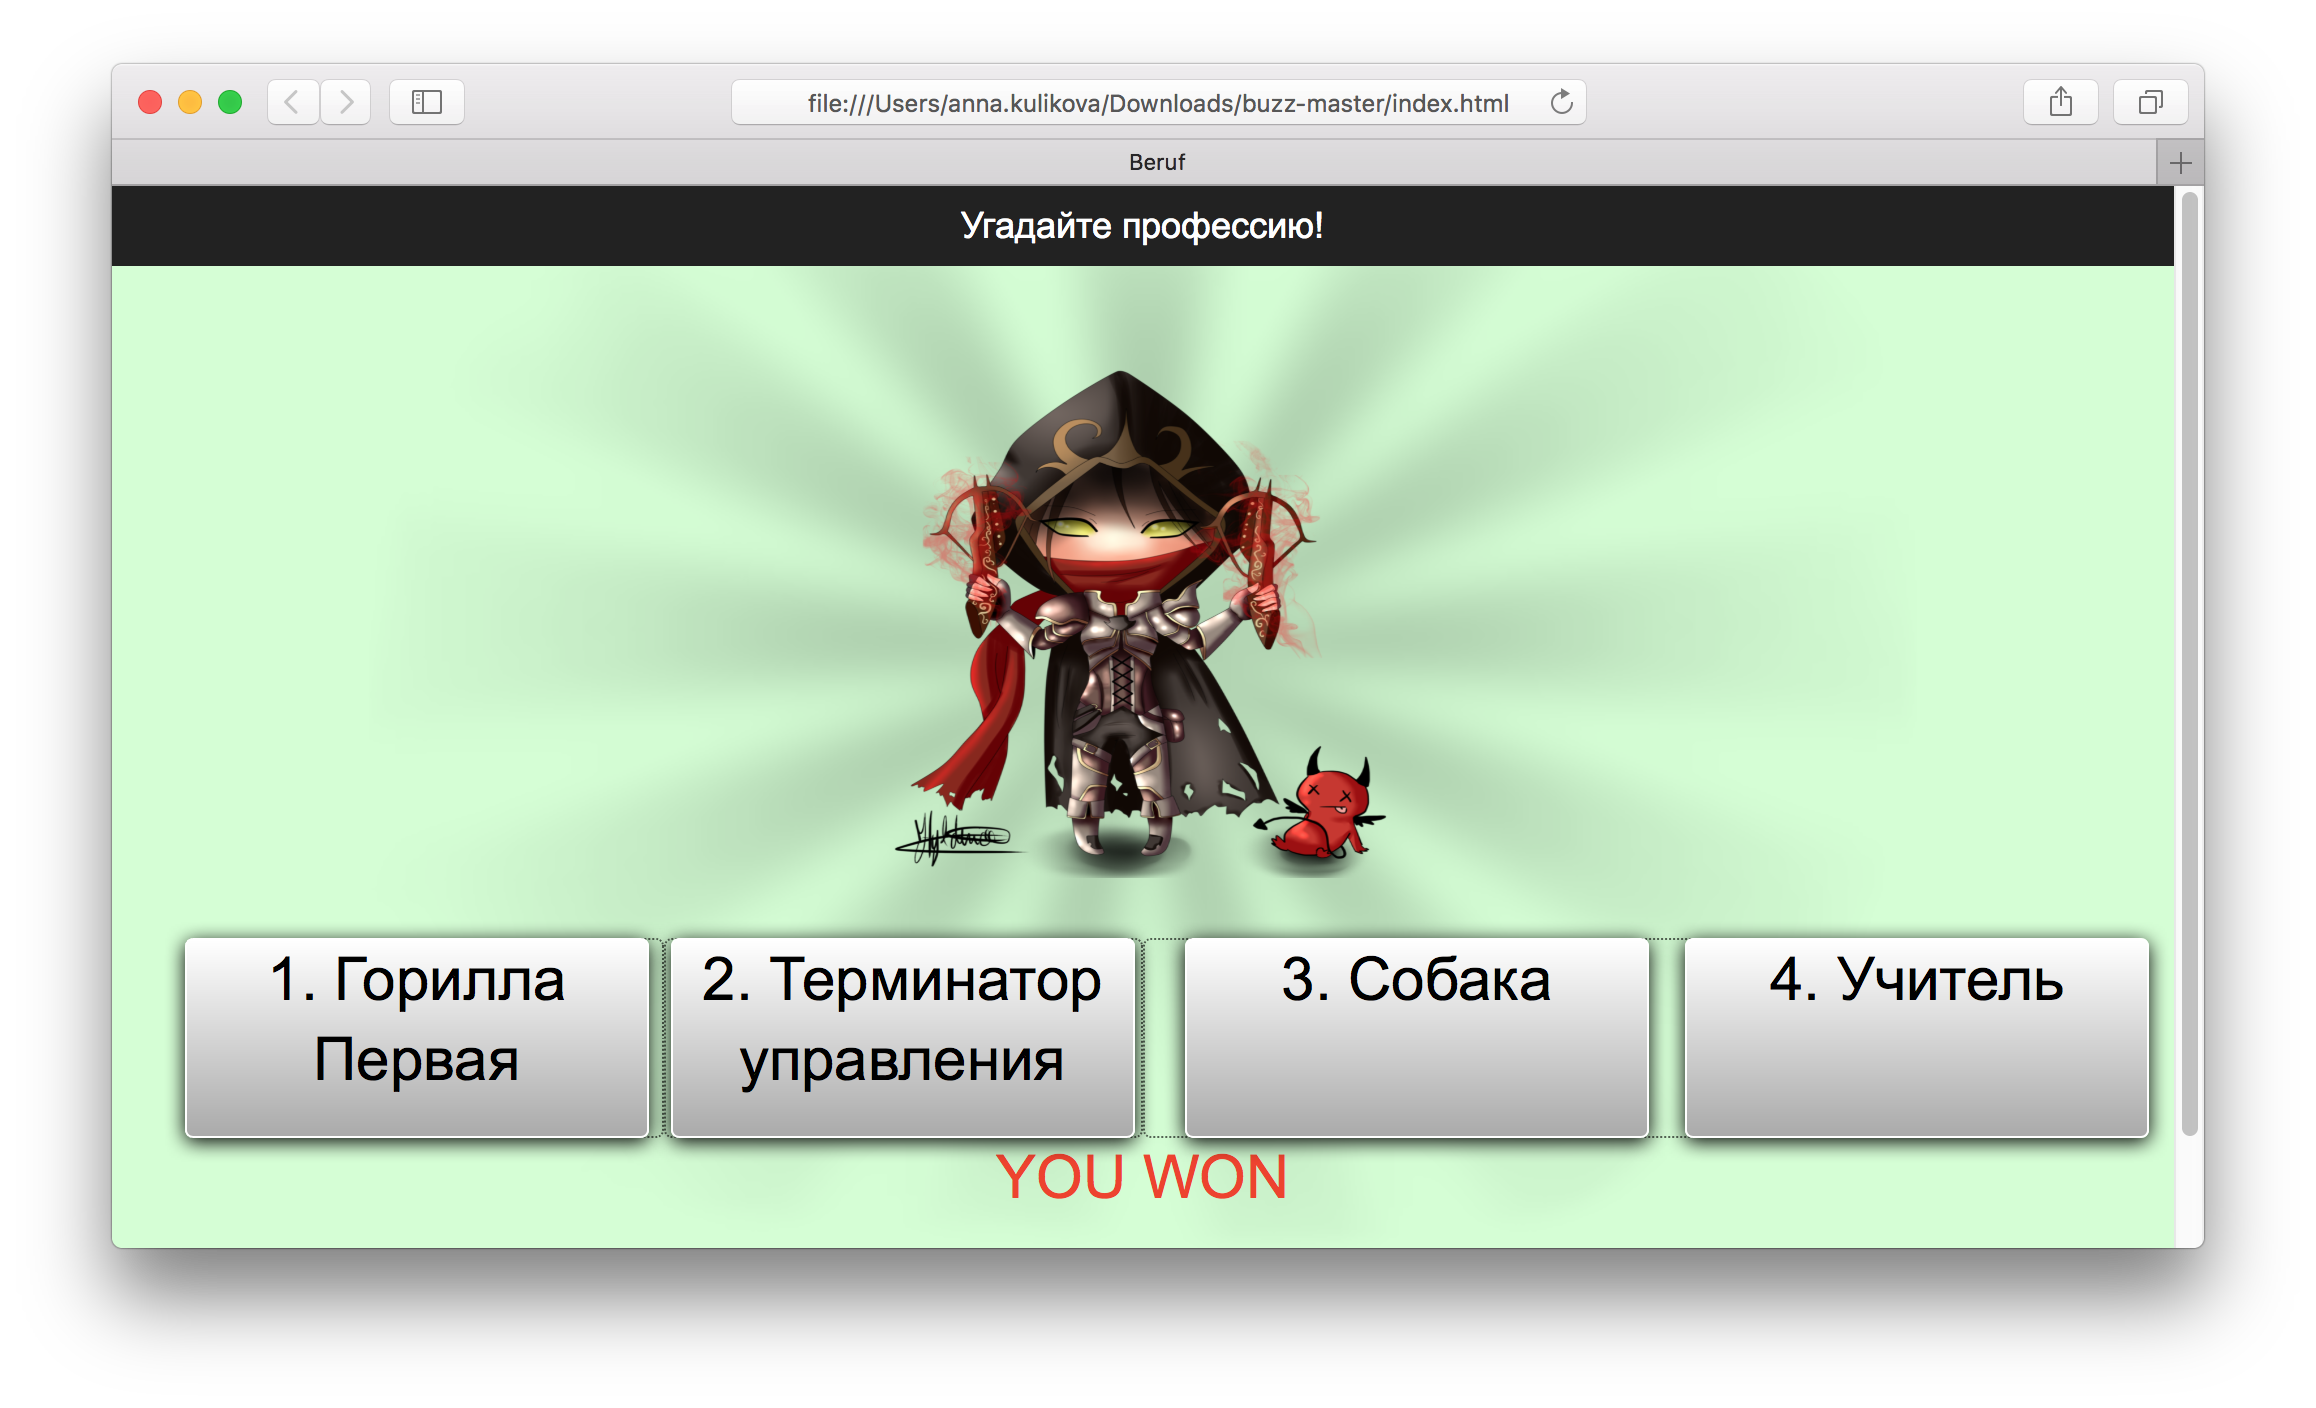 file:///Users/anna.kulikova/Downloads/buzz-master/index.html
Beruf
Угадайте профессию!
1. Горилла
Первая
2. Терминатор
управления
3. Собака
4. Учитель
YOU WON